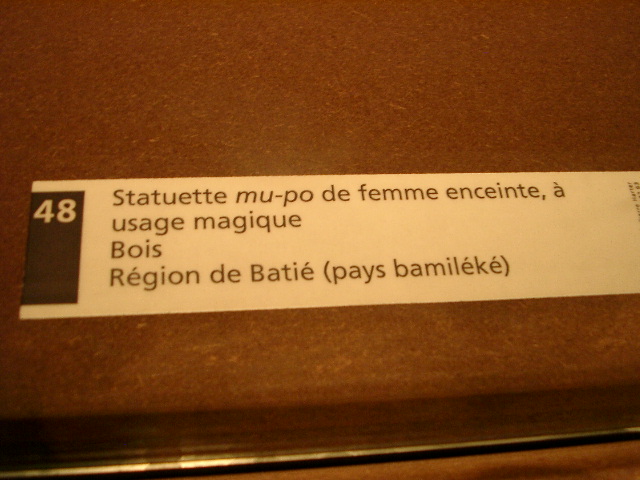 48
Statuette mu-po de femme enceinte, à
usage magique
Bois
Région de Batié (pays bamiléké)